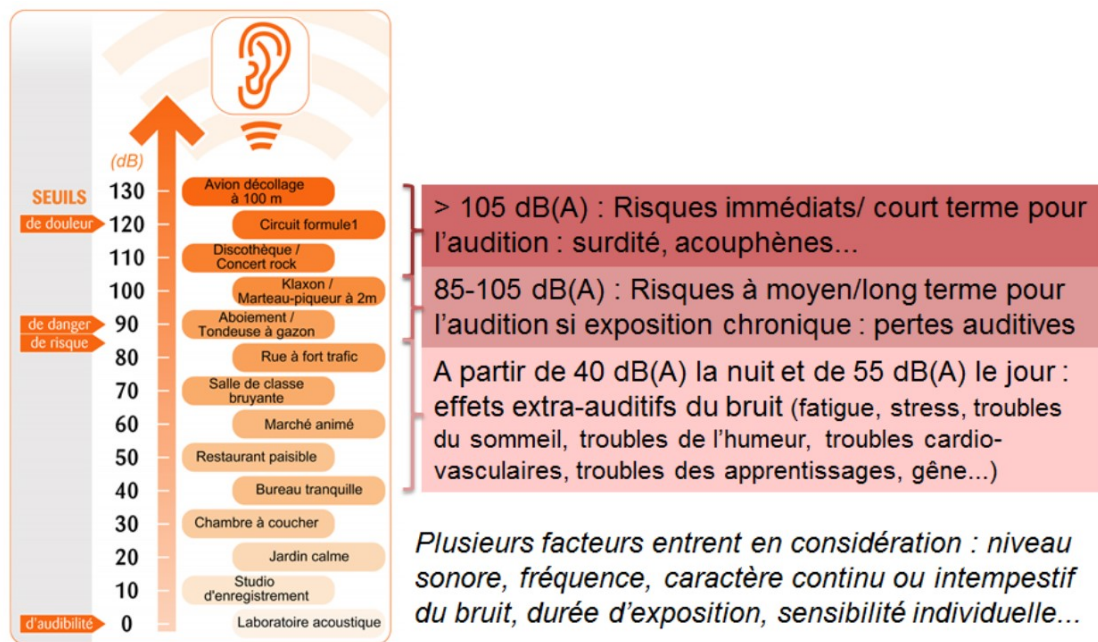 (dB)
SEUILS
130
Avion décollage
à 100 m
de douleur
120
Circuit formule1
110
Discothèque /
Concert rock
100
Klaxon /
Marteau-piqueur à 2m
de danger
90
Aboiement /
Tondeuse à gazon
de risque
80
Rue à fort trafic
70
Salle de classe
bruyante
60
Marché animé
50
Restaurant paisible
40
Bureau tranquille
30
Chambre à coucher
20
Jardin calme
10
Studio
d'enregistrement
d'audibilité
0
Laboratoire acoustique
> 105 dB(A) : Risques immédiats/ court terme pour
l'audition : surdité, acouphènes...
85-105 dB(A) : Risques à moyen/long terme pour
l'audition si exposition chronique : pertes auditives
A partir de 40 dB(A) la nuit et de 55 dB(A) le jour :
effets extra-auditifs du bruit (fatigue, stress, troubles
du sommeil, troubles de l'humeur, troubles cardio-
vasculaires, troubles des apprentissages, gêne...)
Plusieurs facteurs entrent en considération : niveau
sonore, fréquence, caractère continu ou intempestif
du bruit, durée d'exposition, sensibilité individuelle...